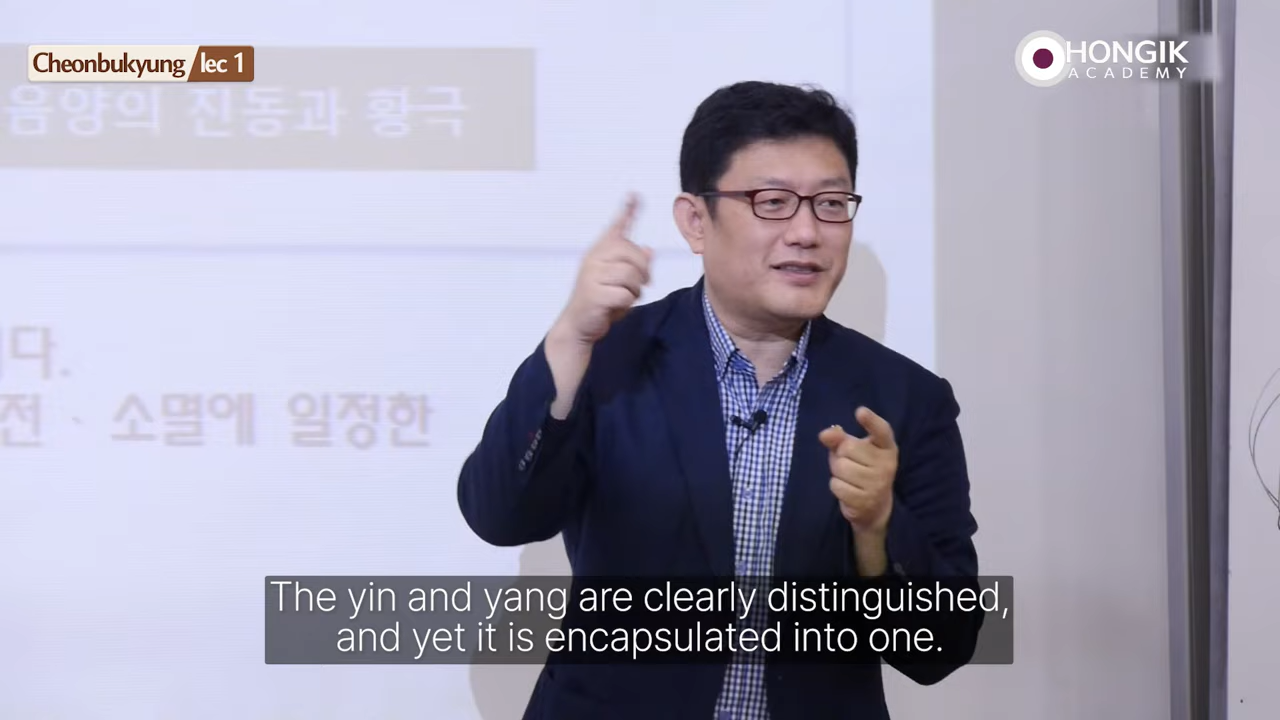 Cheonbukyung lec 1
HONGIK
ACADEMY
음양의 진동과 황극
다.
전 · 소멸에 일정한
The yin and yang are clearly distinguished,
and yet it is encapsulated into one.